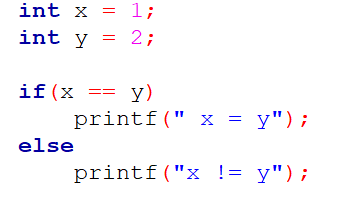 int x = 1;
int y = 2;

if(x == y)
    printf(" x = y");
else
    printf("x != y");